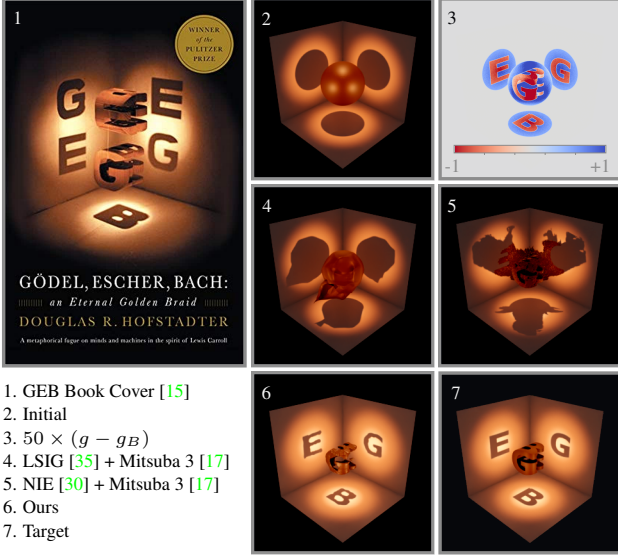 1
WINNER
of the
PULITZER
PRIZE
G E
E G
B
GÖDEL, ESCHER, BACH:
an Eternal Golden Braid
DOUGLAS R. HOFSTADTER
A metaphorical fugue on minds and machines in the spirit of Lewis Carroll
2
3
E G
B
-1 +1
4
5
1. GEB Book Cover [15]
2. Initial
3. 50 × (g − g_B)
4. LSIG [35] + Mitsuba 3 [17]
5. NIE [30] + Mitsuba 3 [17]
6. Ours
7. Target
6
E G
B
7
E G
B